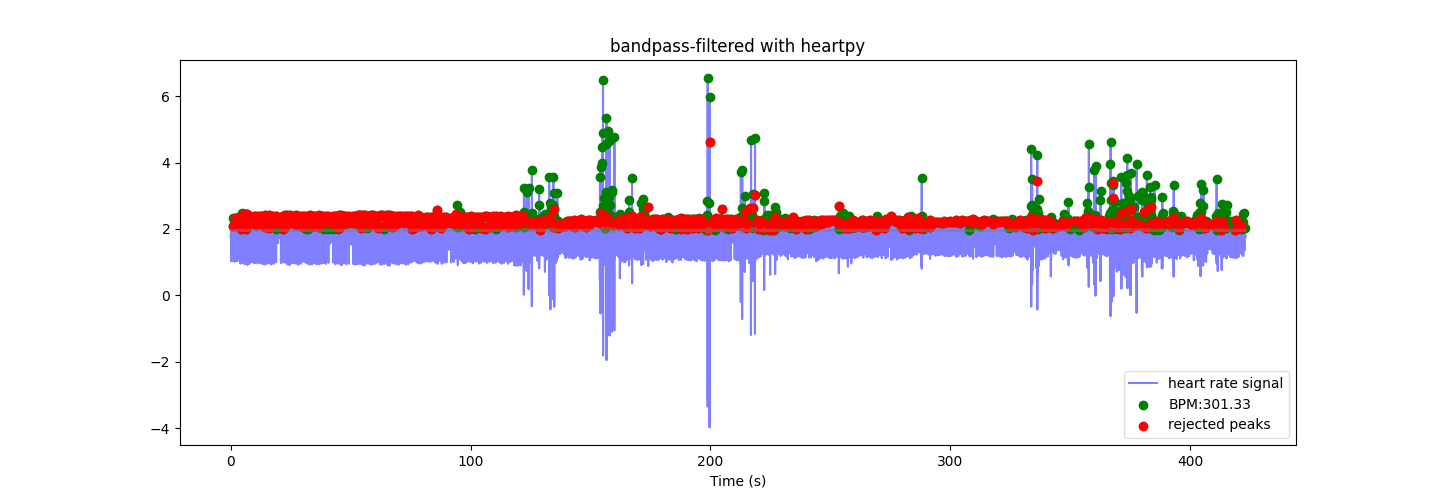 bandpass-filtered with heartpy
6
4
2
0
−2
−4
heart rate signal
BPM:301.33
rejected peaks
0 100 200 300 400
Time (s)